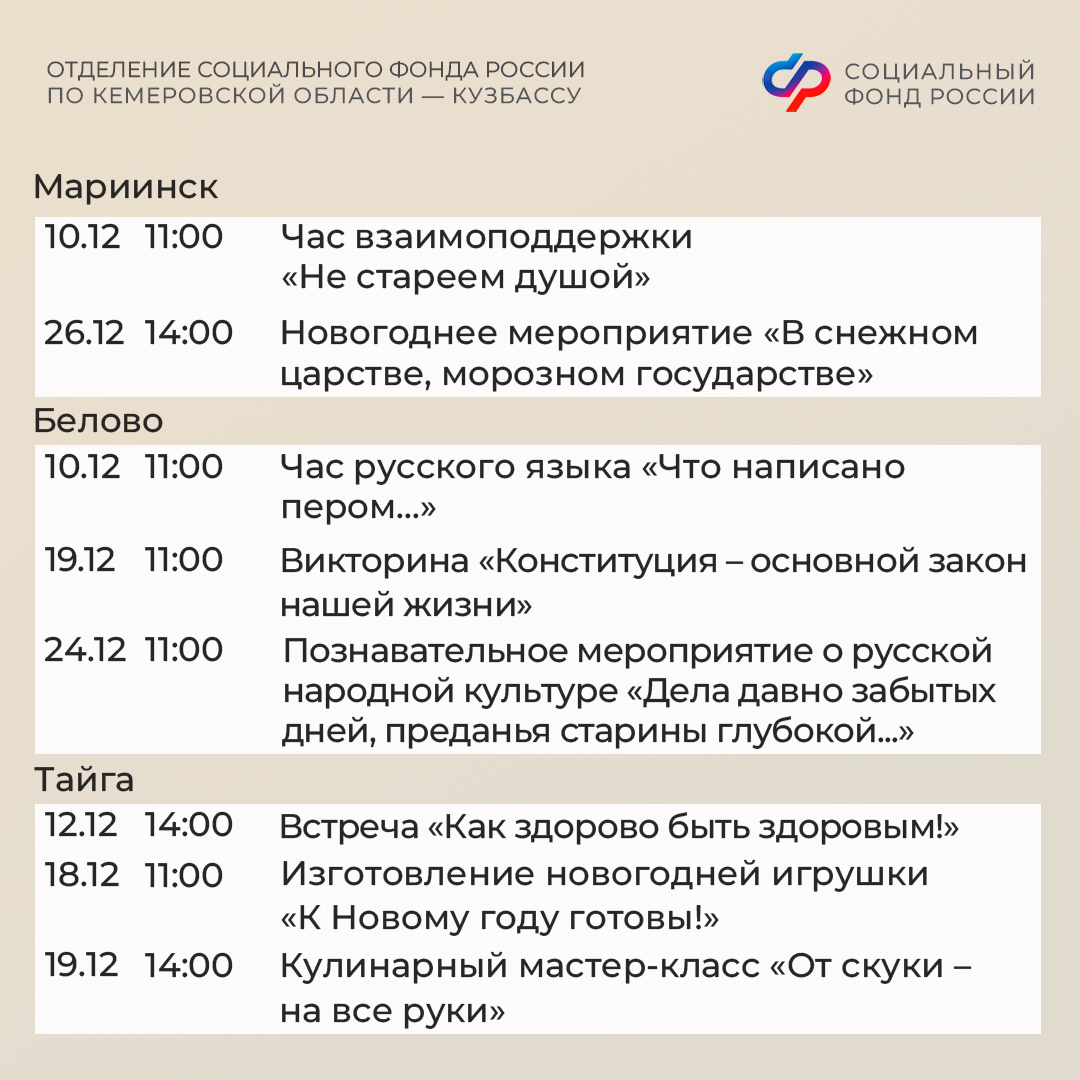 ОТДЕЛЕНИЕ СОЦИАЛЬНОГО ФОНДА РОССИИ
ПО КЕМЕРОВСКОЙ ОБЛАСТИ — КУЗБАССУ
СОЦИАЛЬНЫЙ
ФОНД РОССИИ
Мариинск
10.12 11:00 Час взаимоподдержки
«Не стареем душой»
26.12 14:00 Новогоднее мероприятие «В снежном
царстве, морозном государстве»
Белово
10.12 11:00 Час русского языка «Что написано
пером...»
19.12 11:00 Викторина «Конституция – основной закон
нашей жизни»
24.12 11:00 Познавательное мероприятие о русской
народной культуре «Дела давно забытых
дней, преданья старины глубокой...»
Тайга
12.12 14:00 Встреча «Как здорово быть здоровым!»
18.12 11:00 Изготовление новогодней игрушки
«К Новому году готовы!»
19.12 14:00 Кулинарный мастер-класс «От скуки –
на все руки»